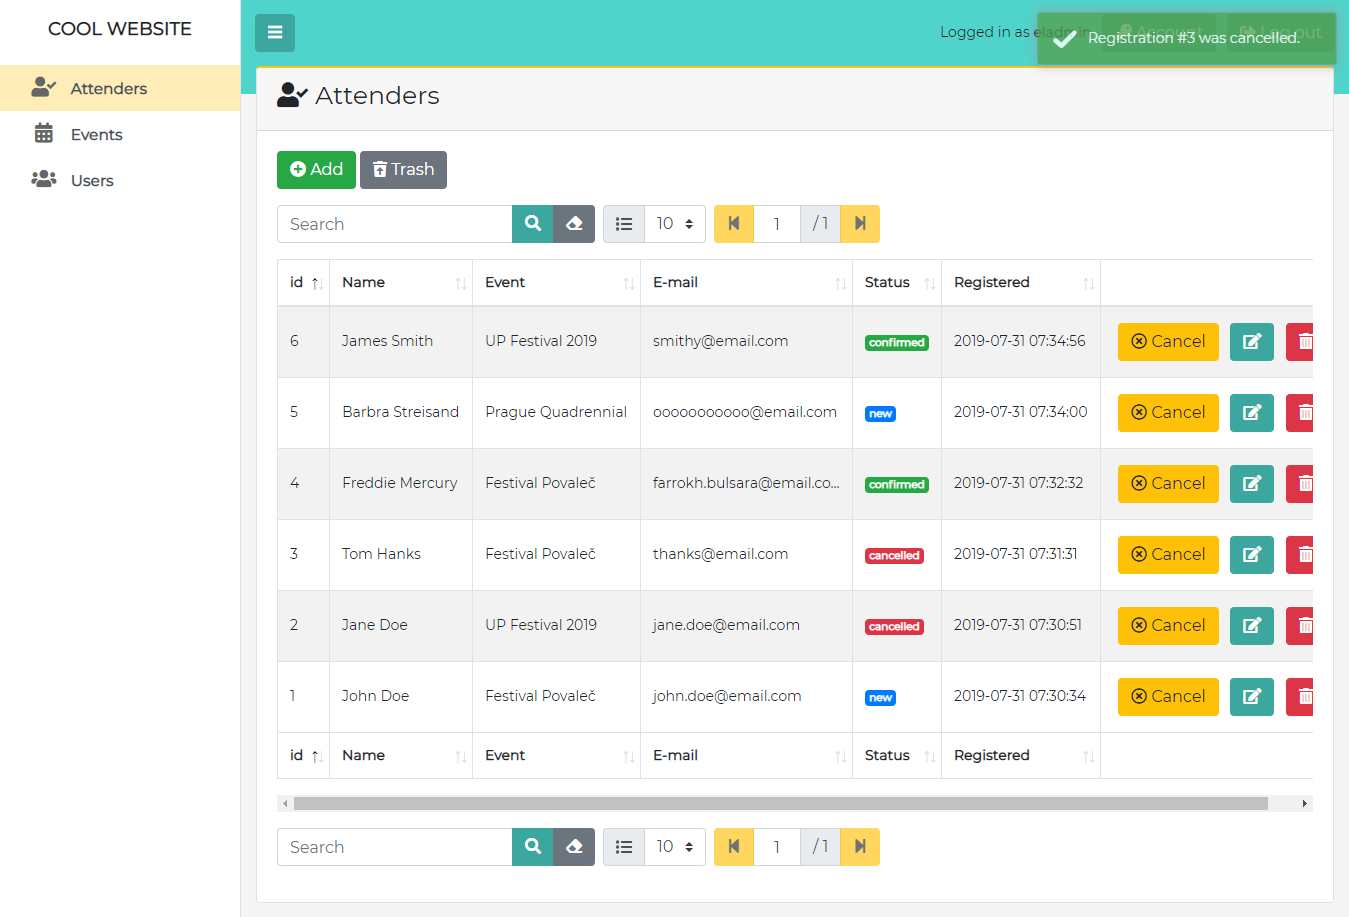 COOL WEBSITE
Attenders
Events
Users
Logged in as
Registration #3 was cancelled.
Attenders
Add Trash
Search 10 1 / 1
id Name Event E-mail Status Registered
6 James Smith UP Festival 2019 smithy@email.com confirmed 2019-07-31 07:34:56 Cancel
5 Barbra Streisand Prague Quadrennial ooooooooooo@email.com new 2019-07-31 07:34:00 Cancel
4 Freddie Mercury Festival Povaleč farrokh.bulsara@email.co... confirmed 2019-07-31 07:32:32 Cancel
3 Tom Hanks Festival Povaleč thanks@email.com cancelled 2019-07-31 07:31:31 Cancel
2 Jane Doe UP Festival 2019 jane.doe@email.com cancelled 2019-07-31 07:30:51 Cancel
1 John Doe Festival Povaleč john.doe@email.com new 2019-07-31 07:30:34 Cancel
id Name Event E-mail Status Registered
Search 10 1 / 1